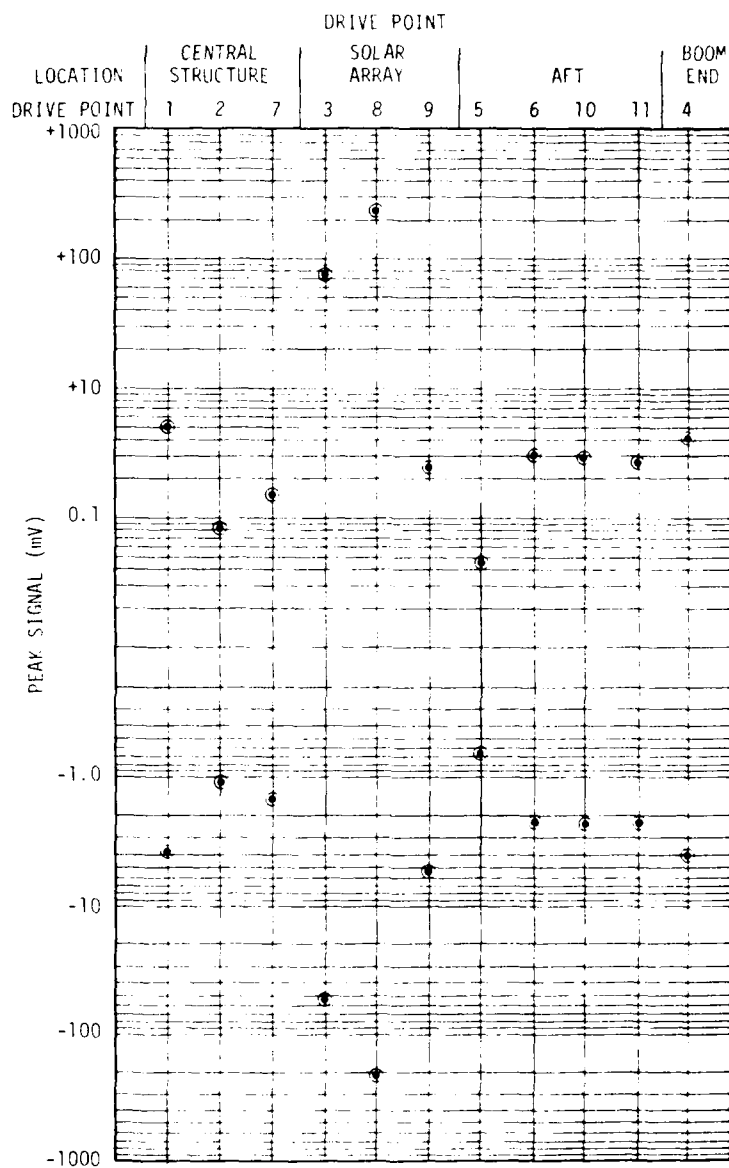 DRIVE POINT
LOCATION
CENTRAL STRUCTURE
SOLAR ARRAY
AFT
BOOM END
DRIVE POINT 1 2 7 3 8 9 5 6 10 11 4
+1000
+100
+10
0.1
-1.0
-10
-100
-1000
PEAK SIGNAL (mV)